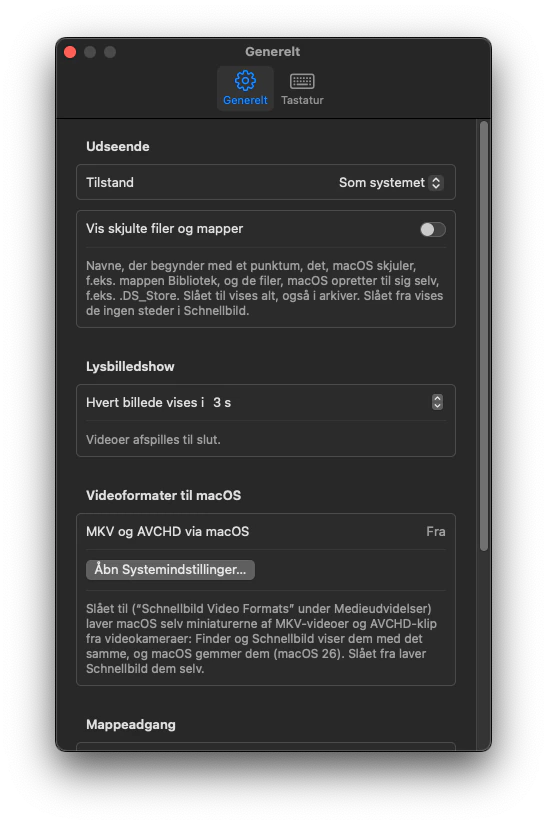 Generelt
Generelt
Tastatur
Udseende
Tilstand
Som systemet
Vis skjulte filer og mapper
Navne, der begynder med et punktum, det, macOS skjuler,
f.eks. mappen Bibliotek, og de filer, macOS opretter til sig selv,
f.eks. .DS_Store. Slået til vises alt, også i arkiver. Slået fra vises
de ingen steder i Schnellbild.
Lysbilledshow
Hvert billede vises i 3 s
Videoer afspilles til slut.
Videoformater til macOS
MKV og AVCHD via macOS
Fra
Åbn Systemindstillinger...
Slået til (”Schnellbild Video Formats” under Medieudvidelser)
laver macOS selv miniaturerne af MKV-videoer og AVCHD-klip
fra videokameraer: Finder og Schnellbild viser dem med det
samme, og macOS gemmer dem (macOS 26). Slået fra laver
Schnellbild dem selv.
Mappeadgang